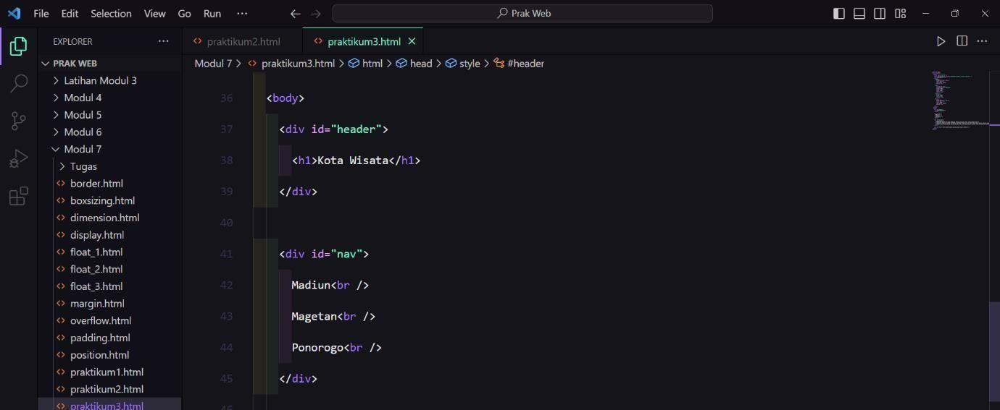 File Edit Selection View Go Run ··· Prak Web
EXPLORER ···
PRAK WEB
Latihan Modul 3
Modul 4
Modul 5
Modul 6
Modul 7
Tugas
border.html
boxsizing.html
dimension.html
display.html
float_1.html
float_2.html
float_3.html
margin.html
overflow.html
padding.html
position.html
praktikum1.html
praktikum2.html
praktikum3.html
praktikum2.html praktikum3.html
Modul 7 > praktikum3.html > html > head > style > #header
36 <body>
37 <div id="header">
38 <h1>Kota Wisata</h1>
39 </div>
40
41 <div id="nav">
42 Madiun<br />
43 Magetan<br />
44 Ponorogo<br />
45 </div>
46